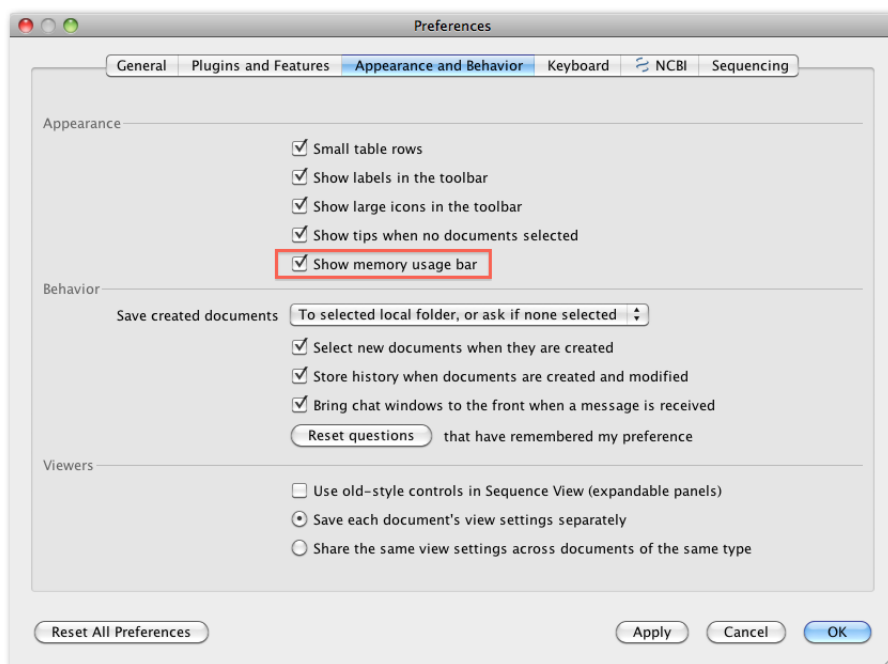 Preferences
General Plugins and Features Appearance and Behavior Keyboard NCBI Sequencing
Appearance
Small table rows
Show labels in the toolbar
Show large icons in the toolbar
Show tips when no documents selected
Show memory usage bar
Behavior
Save created documents To selected local folder, or ask if none selected
Select new documents when they are created
Store history when documents are created and modified
Bring chat windows to the front when a message is received
Reset questions that have remembered my preference
Viewers
Use old-style controls in Sequence View (expandable panels)
Save each document's view settings separately
Share the same view settings across documents of the same type
Reset All Preferences Apply Cancel OK